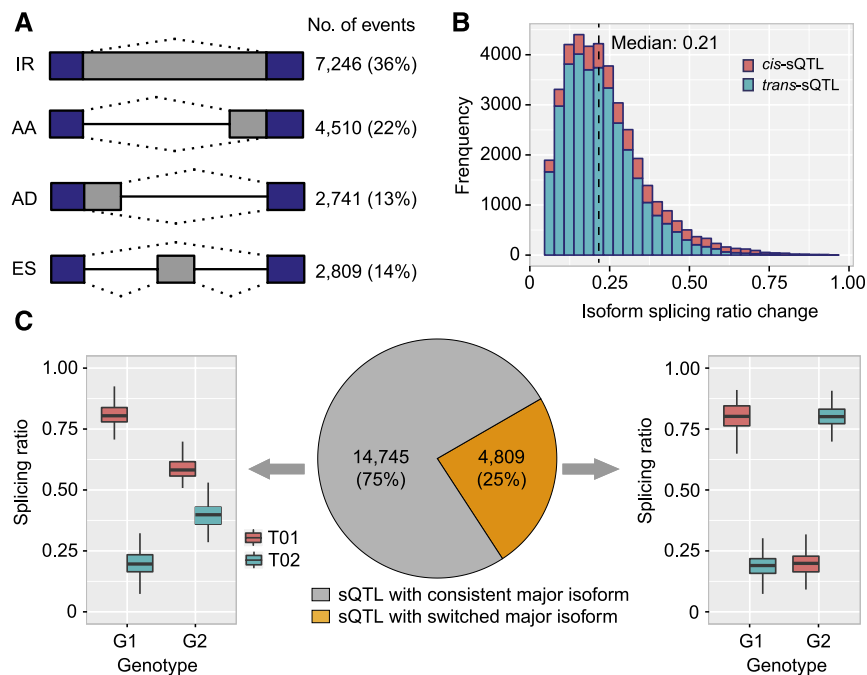 A
No. of events
IR
7,246 (36%)
AA
4,510 (22%)
AD
2,741 (13%)
ES
2,809 (14%)
B
Median: 0.21
cis-sQTL
trans-sQTL
Frenquency
4000
3000
2000
1000
0
0
0.25
0.50
0.75
1.00
Isoform splicing ratio change
C
Splicing ratio
1.00
0.75
0.50
0.25
0
G1
G2
Genotype
T01
T02
14,745
(75%)
4,809
(25%)
sQTL with consistent major isoform
sQTL with switched major isoform
Splicing ratio
1.00
0.75
0.50
0.25
0
G1
G2
Genotype